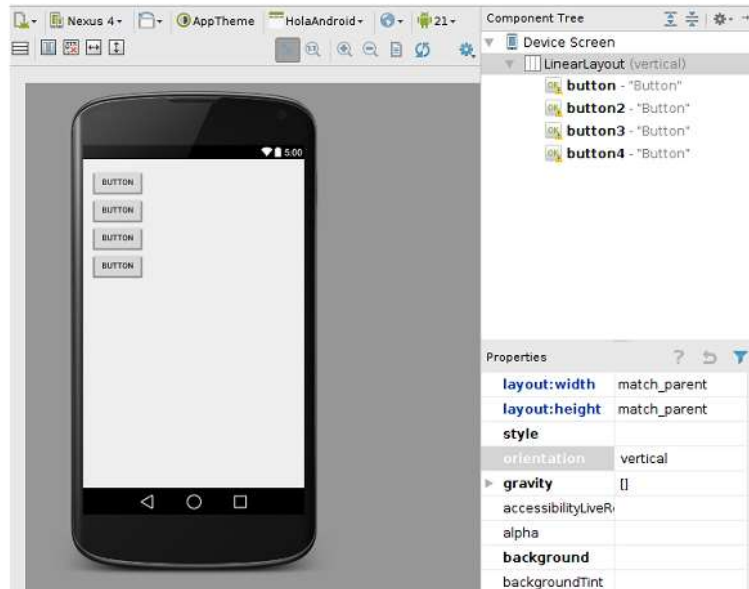 Nexus 4 AppTheme HolaAndroid 21
5:00
BUTTON
BUTTON
BUTTON
BUTTON
Component Tree
Device Screen
LinearLayout (vertical)
button - "Button"
button2 - "Button"
button3 - "Button"
button4 - "Button"
Properties ?
layout:width match_parent
layout:height match_parent
style
orientation vertical
gravity []
accessibilityLiveR
alpha
background
backgroundTint